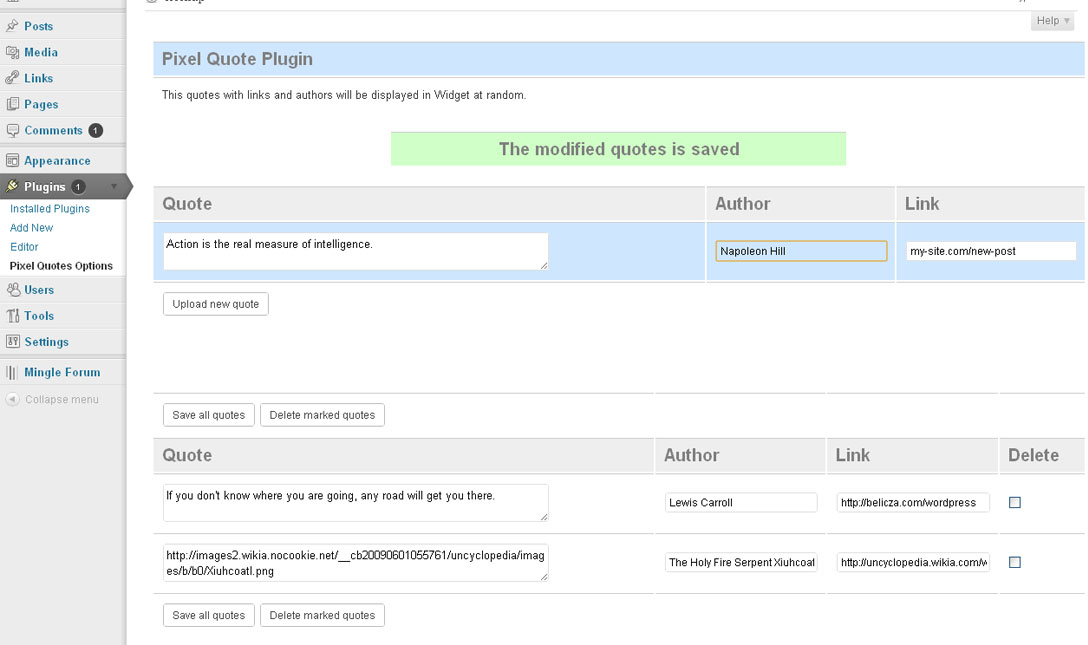 Help
Posts
Media
Links
Pages
Comments 1
Appearance
Plugins 1
Installed Plugins
Add New
Editor
Pixel Quotes Options
Users
Tools
Settings
Mingle Forum
Collapse menu
Pixel Quote Plugin
This quotes with links and authors will be displayed in Widget at random.
The modified quotes is saved
Quote Author Link
Action is the real measure of intelligence. Napoleon Hill my-site.com/new-post
Upload new quote
Save all quotes Delete marked quotes
Quote Author Link Delete
If you don't know where you are going, any road will get you there. Lewis Carroll http://belicza.com/wordpress
http://images2.wikia.nocookie.net/__cb20090601055761/uncyclopedia/imag The Holy Fire Serpent Xiuhcoatl http://uncyclopedia.wikia.com/w
es/b/b0/Xiuhcoatl.png
Save all quotes Delete marked quotes